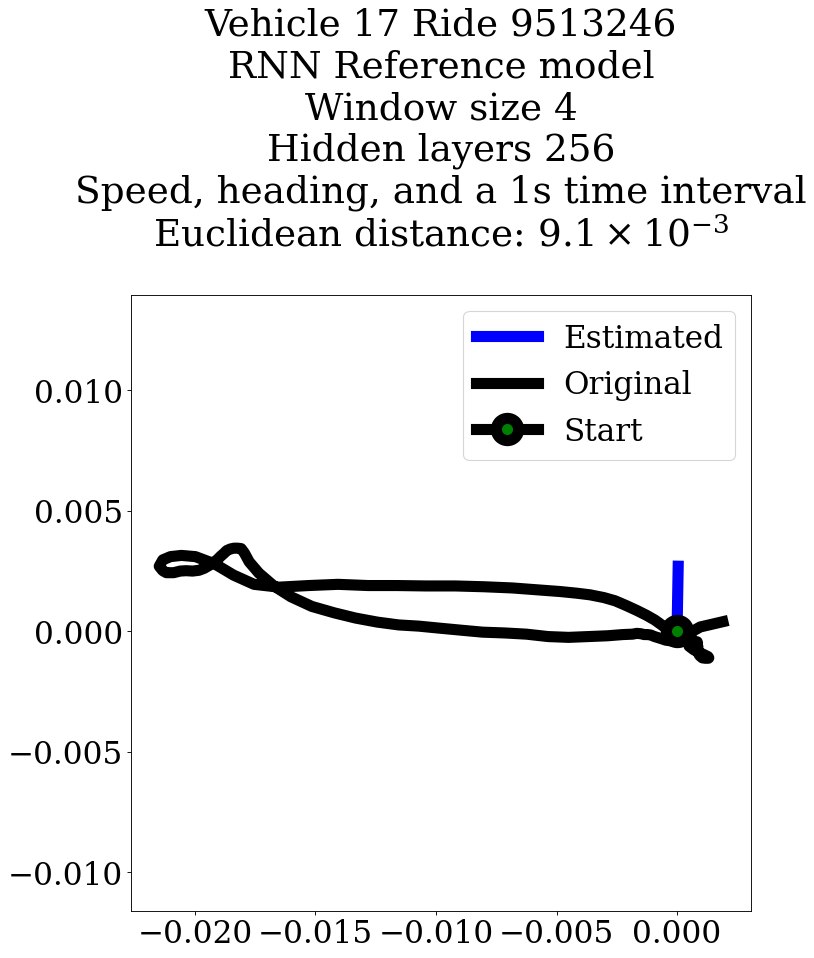 Vehicle 17 Ride 9513246
RNN Reference model
Window size 4
Hidden layers 256
Speed, heading, and a 1s time interval
Euclidean distance: 9.1 × 10⁻³
Estimated
Original
Start
0.010
0.005
0.000
−0.005
−0.010
−0.020 −0.015 −0.010 −0.005 0.000